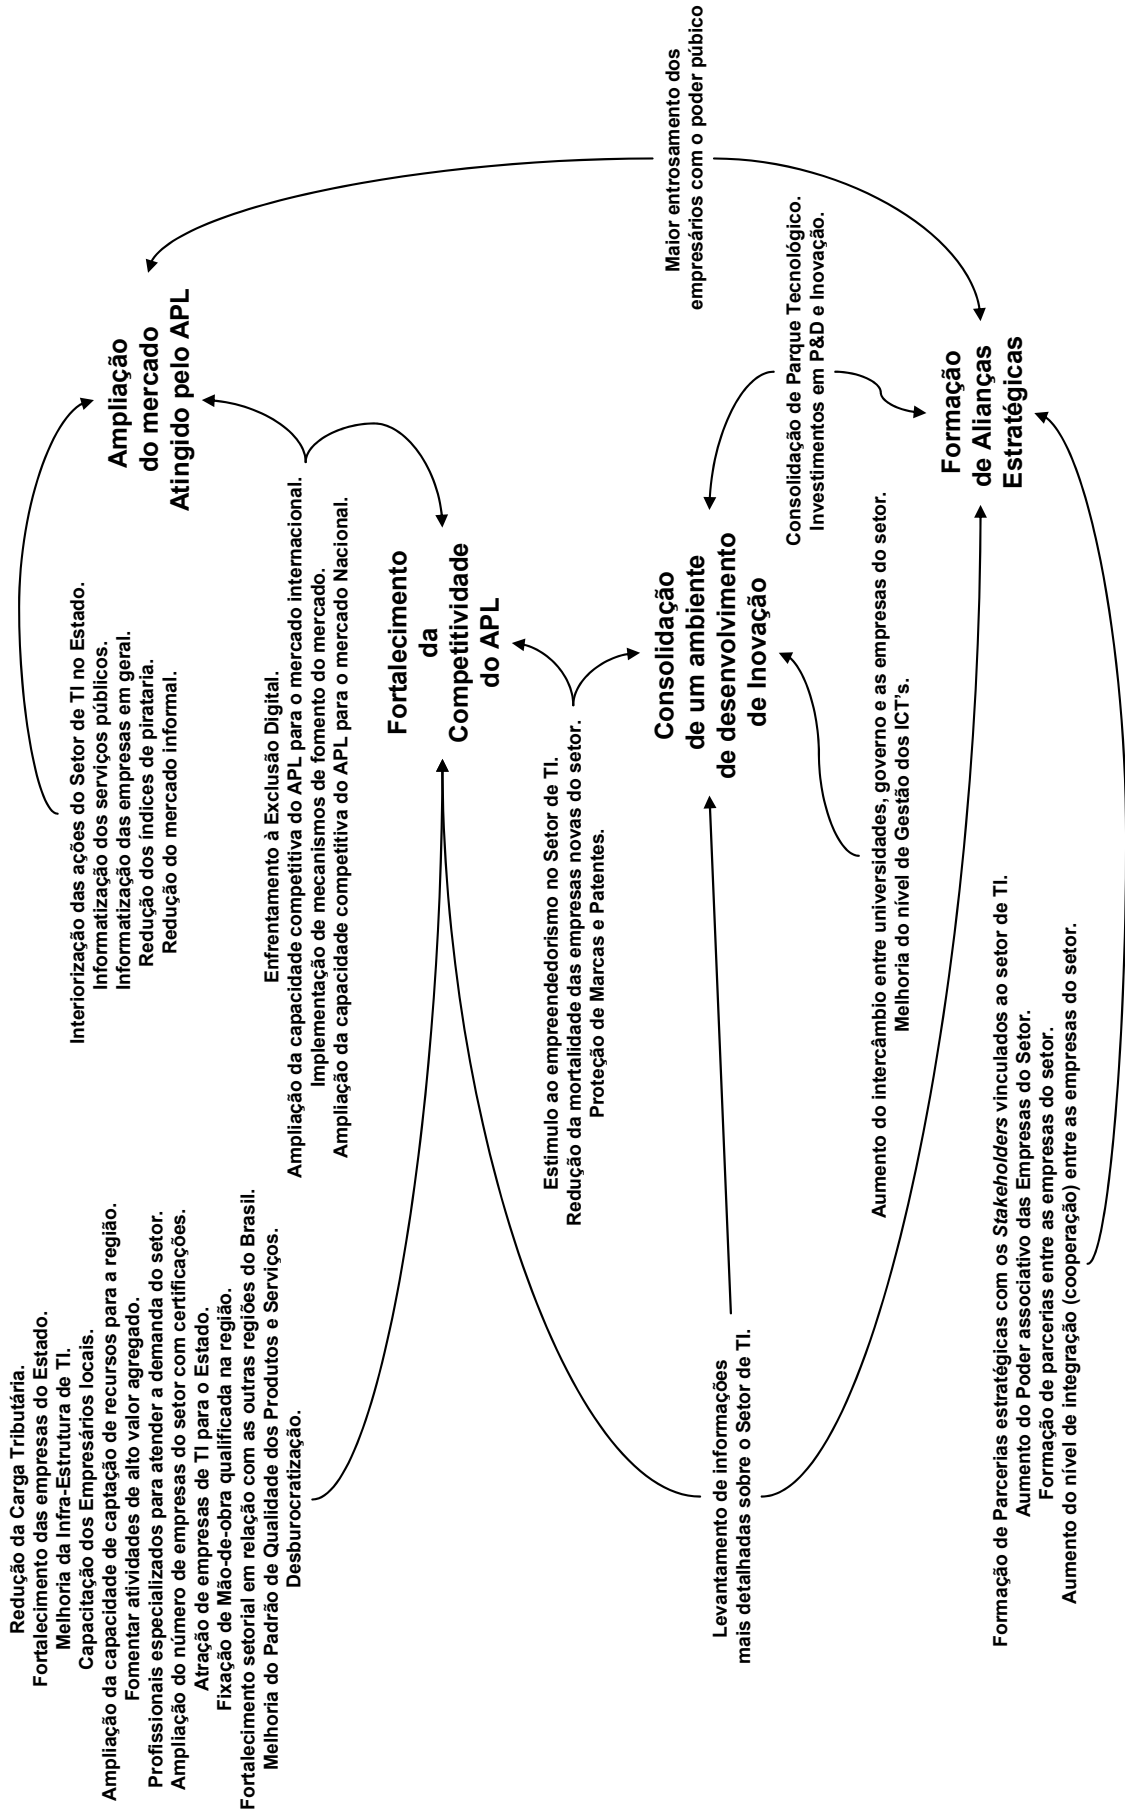 Redução da Carga Tributária.
Fortalecimento das empresas do Estado.
Melhoria da Infra-Estrutura de TI.
Capacitação dos Empresários locais.
Ampliação da capacidade de captação de recursos para a região.
Fomentar atividades de alto valor agregado.
Profissionais especializados para atender a demanda do setor.
Ampliação do número de empresas do setor com certificações.
Atração de empresas de TI para o Estado.
Fixação de Mão-de-obra qualificada na região.
Fortalecimento setorial em relação com as outras regiões do Brasil.
Melhoria do Padrão de Qualidade dos Produtos e Serviços.
Desburocratização.
Interiorização das ações do Setor de TI no Estado.
Informatização dos serviços públicos.
Informatização das empresas em geral.
Redução dos índices de pirataria.
Redução do mercado informal.
Ampliação
do mercado
Atingido pelo APL
Enfrentamento à Exclusão Digital.
Ampliação da capacidade competitiva do APL para o mercado internacional.
Implementação de mecanismos de fomento do mercado.
Ampliação da capacidade competitiva do APL para o mercado Nacional.
Fortalecimento
da
Competitividade
do APL
Estimulo ao empreendedorismo no Setor de TI.
Redução da mortalidade das empresas novas do setor.
Proteção de Marcas e Patentes.
Maior entrosamento dos
empresários com o poder púbico
Consolidação
de um ambiente
de desenvolvimento
de Inovação
Levantamento de informações
mais detalhadas sobre o Setor de TI.
Consolidação de Parque Tecnológico.
Investimentos em P&D e Inovação.
Aumento do intercâmbio entre universidades, governo e as empresas do setor.
Melhoria do nível de Gestão dos ICT's.
Formação
de Alianças
Estratégicas
Formação de Parcerias estratégicas com os Stakeholders vinculados ao setor de TI.
Aumento do Poder associativo das Empresas do Setor.
Formação de parcerias entre as empresas do setor.
Aumento do nível de integração (cooperação) entre as empresas do setor.